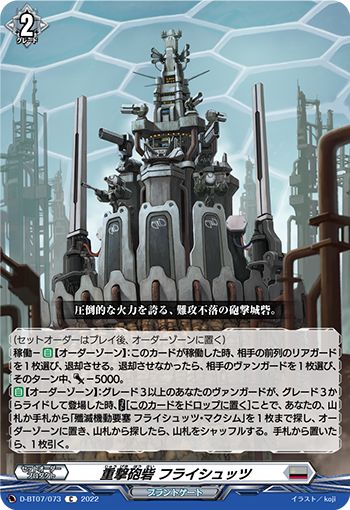 2
グレード
圧倒的な火力を誇る、難攻不落の砲撃城砦。
(セットオーダーはプレイ後、オーダーゾーンに置く)
稼働-【オーダーゾーン】:このカードが稼働した時、相手の前列のリアガード
を1枚選び、退却させる。退却させなかったら、相手のヴァンガードを1枚選び、
そのターン中、-5000。
【オーダーゾーン】:グレード3以上のあなたのヴァンガードが、グレード3か
らライドして登場した時、[このカードをドロップに置く]ことで、あなたの、山
札か手札から「殲滅機動要塞 フライシュッツ・マクシム」を1枚まで探し、オー
ダーゾーンに置き、山札から探したら、山札をシャッフルする。手札から置いた
ら、1枚引く。
セットオーダー
重撃砲砦 フライシュッツ
D-BT07/073 C 2022
ブラントゲート
イラスト/koji